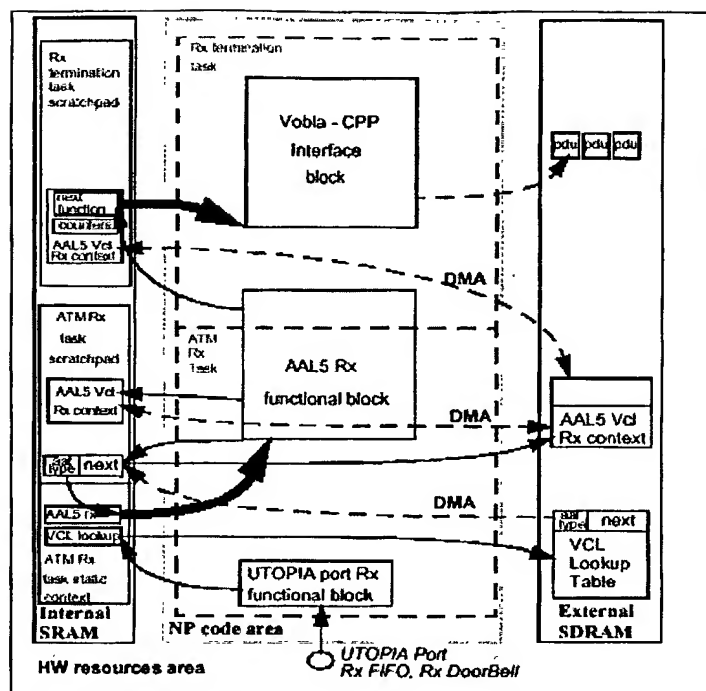 Rx
termination
task
scratchpad
next
function
counters
AAL5 Vcl
Rx context
ATM Rx
task
scratchpad
AAL5 Vcl
Rx context
aal
type
next
AAL5 rx
VCL lookup
ATM Rx
task static
context
Internal
SRAM
Rx termination
task
Vobla - CPP
Interface
block
ATM
Rx
Task
AAL5 Rx
functional block
UTOPIA port Rx
functional block
NP code area
DMA
DMA
DMA
pdu pdu pdu
AAL5 Vcl
Rx context
aal
type
next
VCL
Lookup
Table
External
SDRAM
HW resources area
UTOPIA Port
Rx FIFO, Rx DoorBell